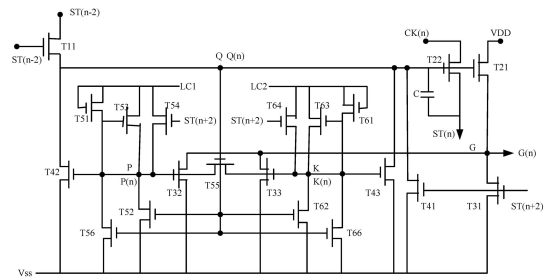 ST(n-2)
CK(n)
VDD
T11
Q Q(n)
T22
T21
ST(n-2)
LC1
LC2
C
T51
T53
T54
T64
T63
T61
ST(n+2)
ST(n+2)
ST(n)
G
G(n)
T42
P
P(n)
T32
T55
T33
K
K(n)
T43
T41
T31
ST(n+2)
T52
T62
T56
T66
Vss